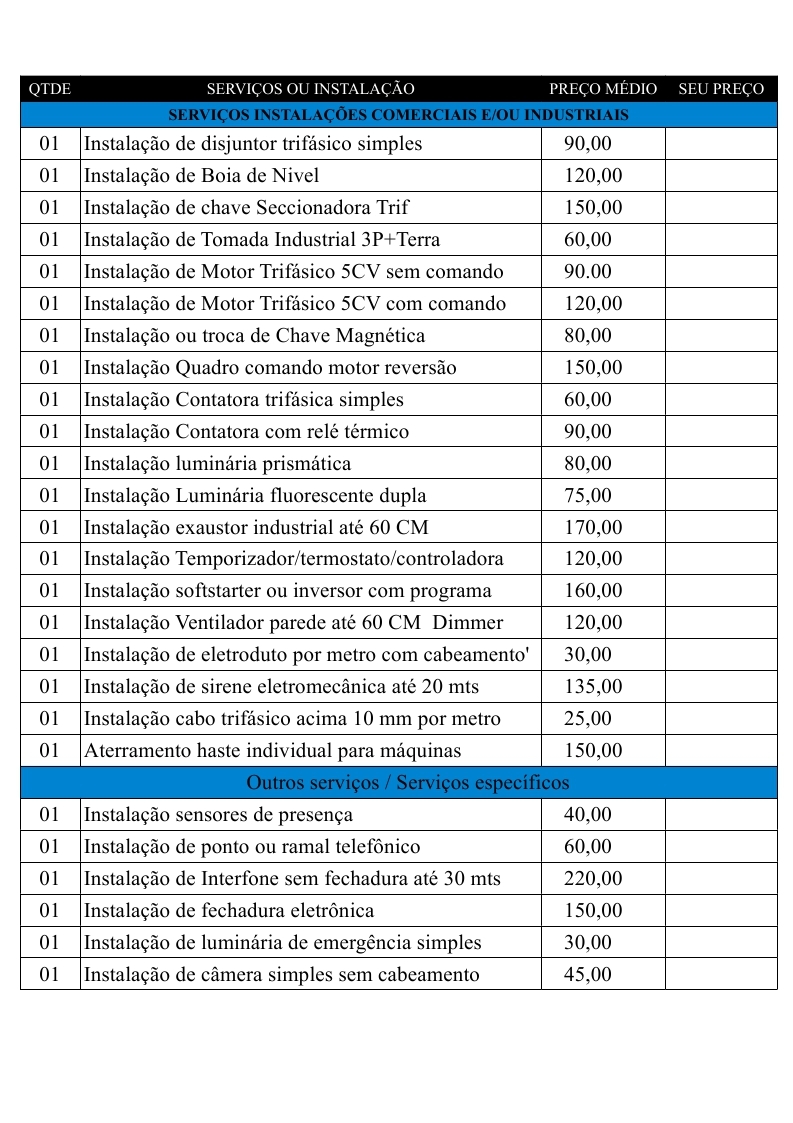 QTDE SERVIÇOS OU INSTALAÇÃO PREÇO MÉDIO SEU PREÇO
SERVIÇOS INSTALAÇÕES COMERCIAIS E/OU INDUSTRIAIS
01 Instalação de disjuntor trifásico simples 90,00
01 Instalação de Boia de Nivel 120,00
01 Instalação de chave Seccionadora Trif 150,00
01 Instalação de Tomada Industrial 3P+Terra 60,00
01 Instalação de Motor Trifásico 5CV sem comando 90.00
01 Instalação de Motor Trifásico 5CV com comando 120,00
01 Instalação ou troca de Chave Magnética 80,00
01 Instalação Quadro comando motor reversão 150,00
01 Instalação Contatora trifásica simples 60,00
01 Instalação Contatora com relé térmico 90,00
01 Instalação luminária prismática 80,00
01 Instalação Luminária fluorescente dupla 75,00
01 Instalação exaustor industrial até 60 CM 170,00
01 Instalação Temporizador/termostato/controladora 120,00
01 Instalação softstarter ou inversor com programa 160,00
01 Instalação Ventilador parede até 60 CM  Dimmer 120,00
01 Instalação de eletroduto por metro com cabeamento' 30,00
01 Instalação de sirene eletromecânica até 20 mts 135,00
01 Instalação cabo trifásico acima 10 mm por metro 25,00
01 Aterramento haste individual para máquinas 150,00
Outros serviços / Serviços específicos
01 Instalação sensores de presença 40,00
01 Instalação de ponto ou ramal telefônico 60,00
01 Instalação de Interfone sem fechadura até 30 mts 220,00
01 Instalação de fechadura eletrônica 150,00
01 Instalação de luminária de emergência simples 30,00
01 Instalação de câmera simples sem cabeamento 45,00